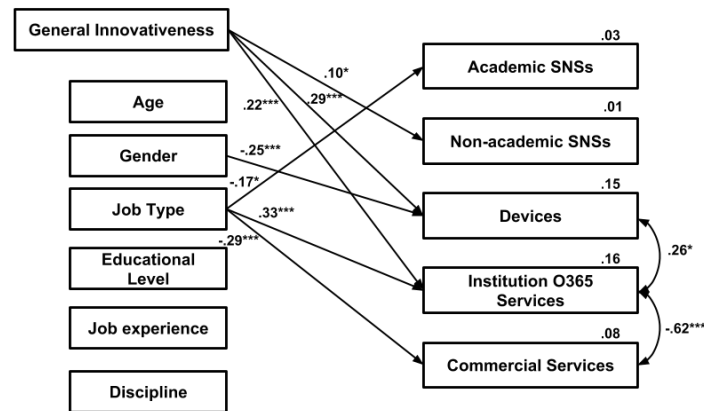 General Innovativeness
Age
Gender
Job Type
Educational
Level
Job experience
Discipline
.10*
.22***
.29***
-.25***
-.17*
.33***
-.29***
.03
Academic SNSs
.01
Non-academic SNSs
.15
Devices
.16
Institution O365
Services
.08
Commercial Services
.26*
-.62***